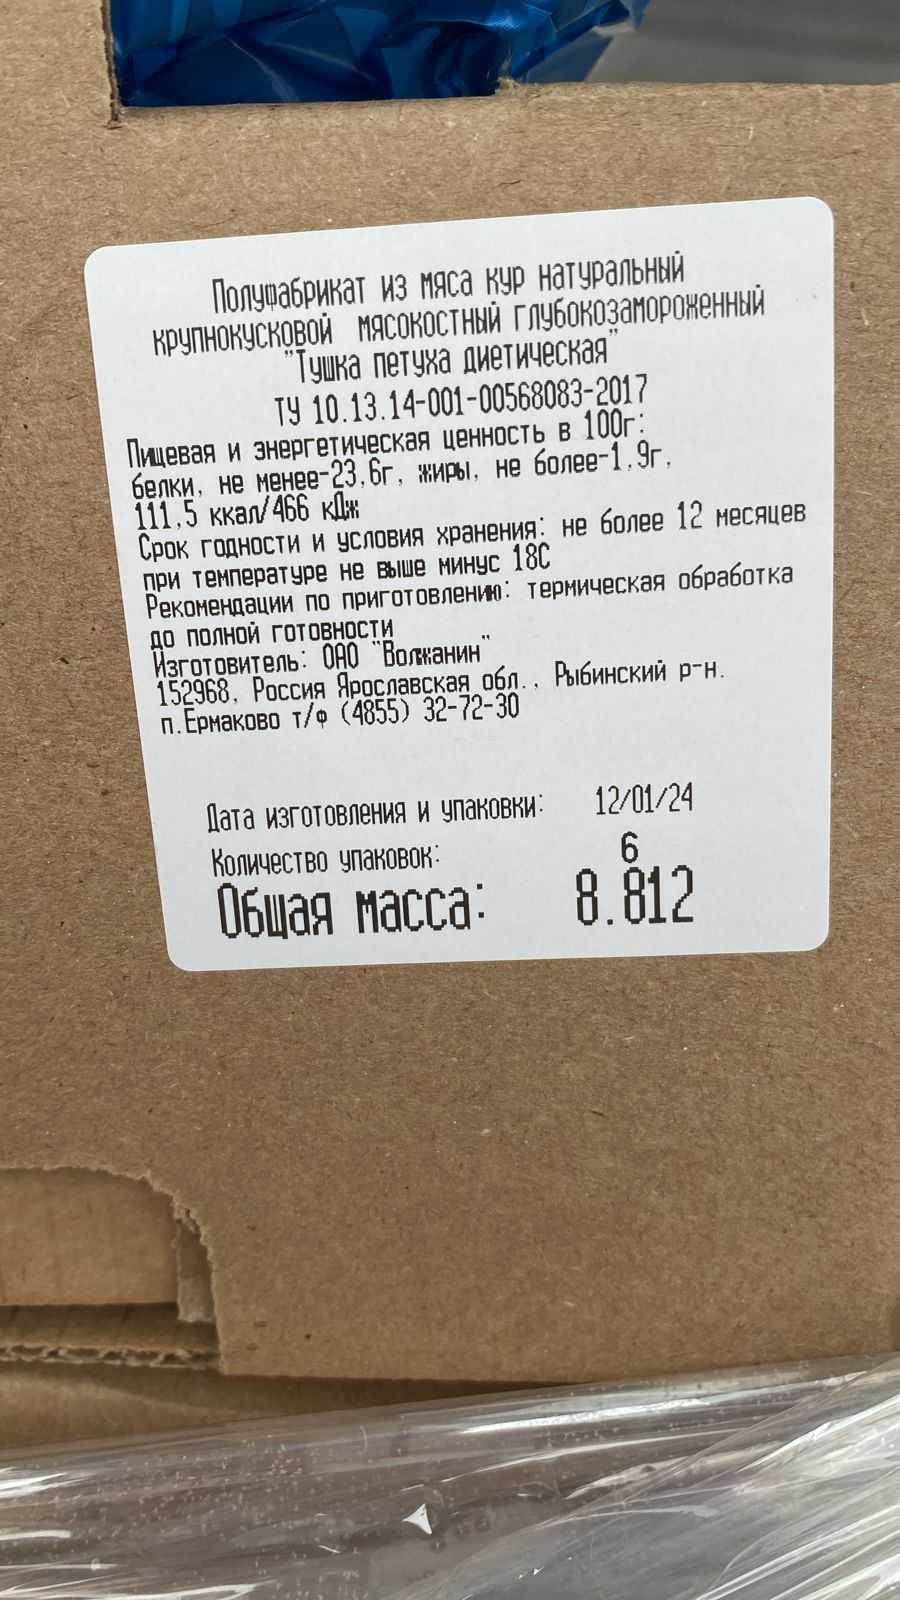 Полуфабрикат из мяса кур натуральный
крупнокусковой мясокостный глубокозамороженный
"Тушка петуха диетическая"
ТУ 10.13.14-001-00568083-2017
Пищевая и энергетическая ценность в 100г:
белки, не менее-23,6г, жиры, не более-1,9г,
111,5 ккал/466 кДж
Срок годности и условия хранения: не более 12 месяцев
при температуре не выше минус 18С
Рекомендации по приготовлению: термическая обработка
до полной готовности
Изготовитель: ОАО "Волжанин"
152968, Россия Ярославская обл., Рыбинский р-н.
п.Ермаково т/ф (4855) 32-72-30
Дата изготовления и упаковки: 12/01/24
Количество упаковок: 6
Общая масса: 8.812